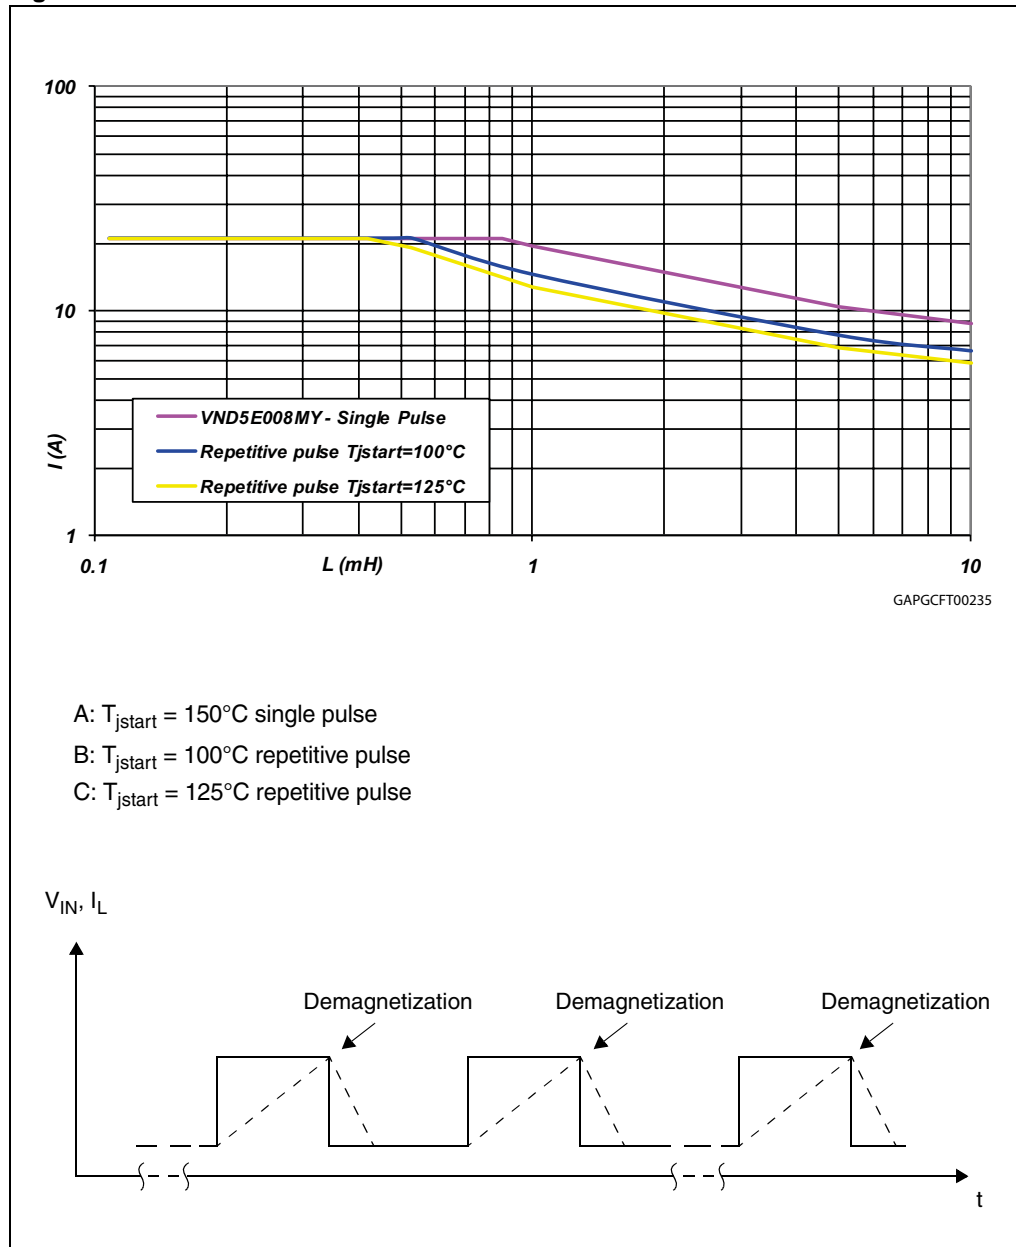 100
10
1
I (A)
VND5E008MY - Single Pulse
Repetitive pulse Tjstart=100°C
Repetitive pulse Tjstart=125°C
0.1
L (mH)
1
10
GAPGCFT00235
A: Tjstart = 150°C single pulse
B: Tjstart = 100°C repetitive pulse
C: Tjstart = 125°C repetitive pulse
VIN, IL
Demagnetization
Demagnetization
Demagnetization
t